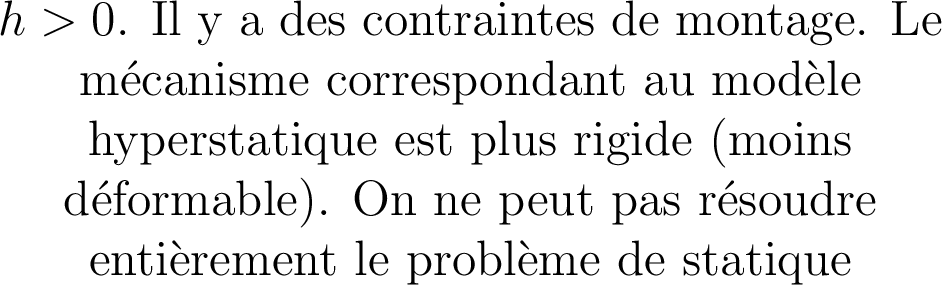 h > 0. Il y a des contraintes de montage. Le
mécanisme correspondant au modèle
hyperstatique est plus rigide (moins
déformable). On ne peut pas résoudre
entièrement le problème de statique